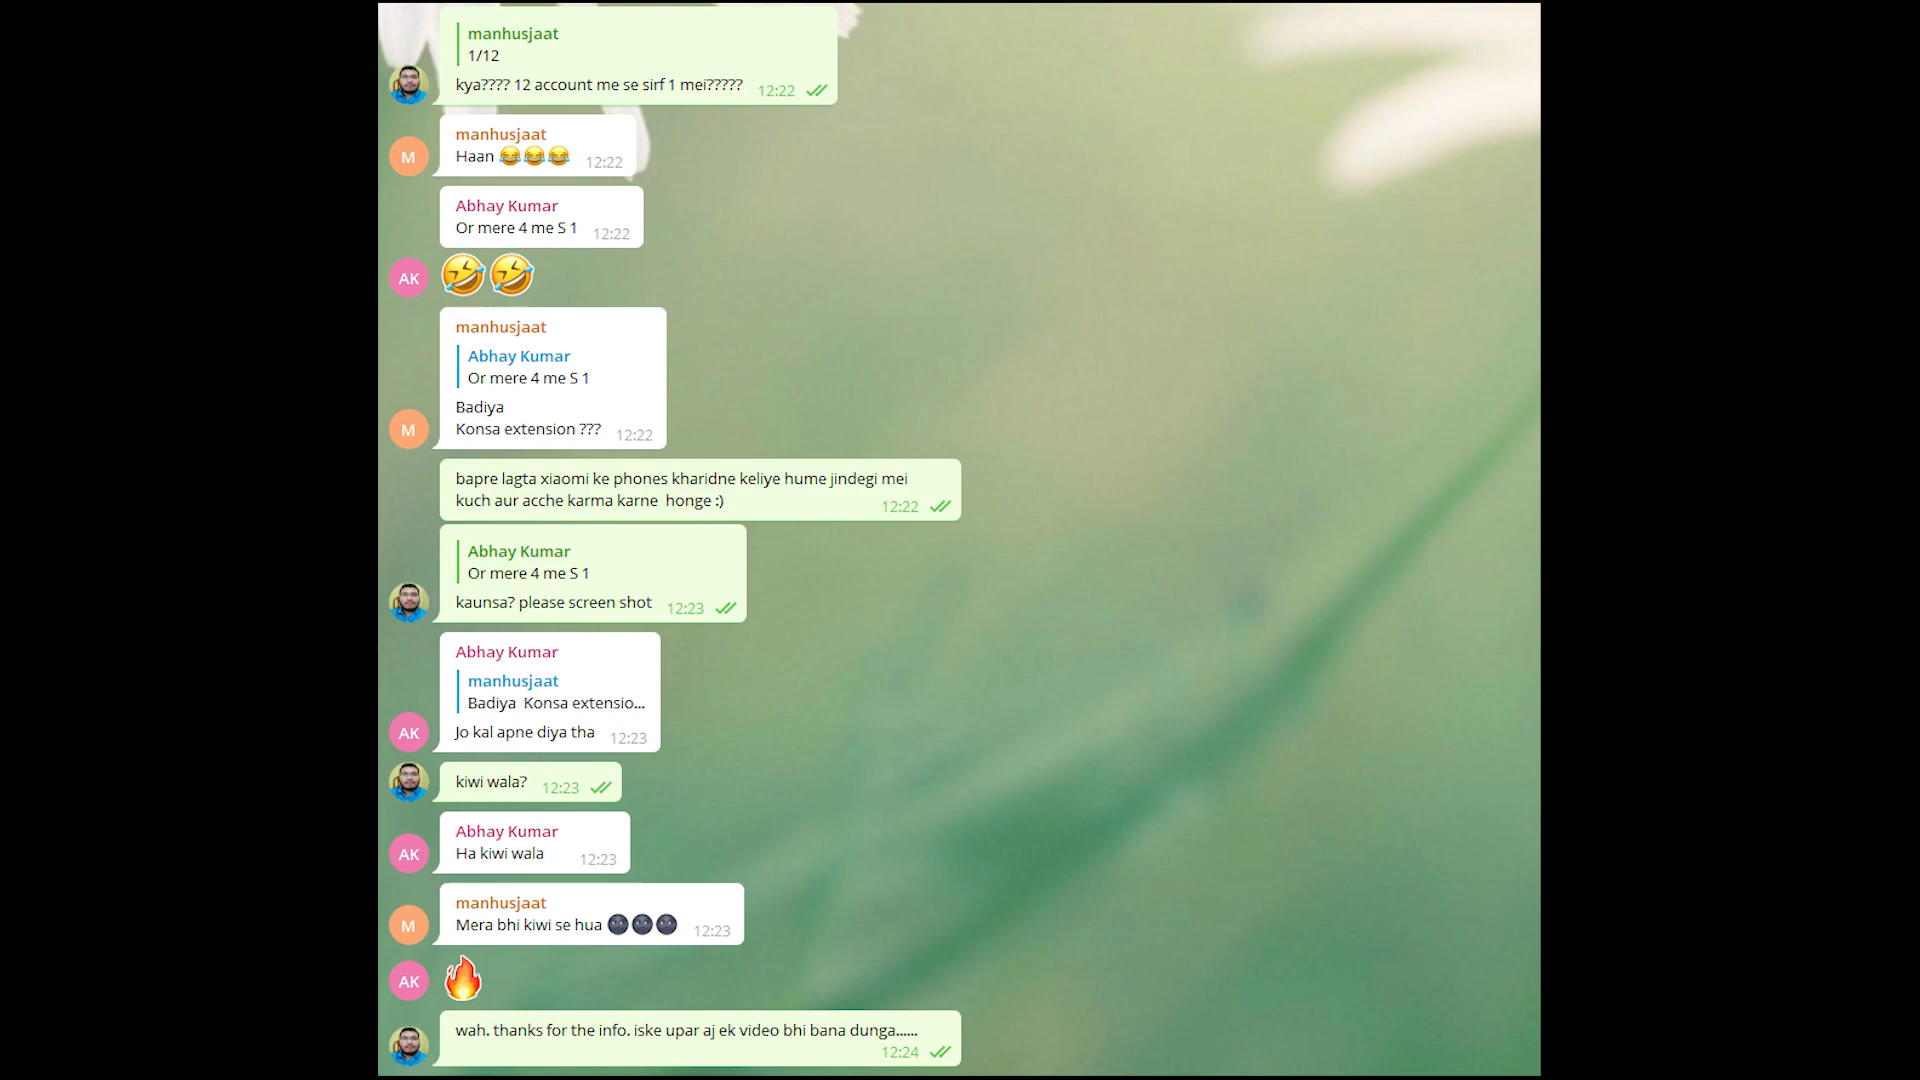 manhusjaat
1/12
kya???? 12 account me se sirf 1 mei?????
12:22
manhusjaat
M
Haan 😂😂😂
12:22
Abhay Kumar
Or mere 4 me S 1
12:22
AK
🤣🤣
manhusjaat
Abhay Kumar
Or mere 4 me S 1
Badiya
M
Konsa extension ???
12:22
bapre lagta xiaomi ke phones kharidne keliye hume jindegi mei
kuch aur acche karma karne  honge :)
12:22
Abhay Kumar
Or mere 4 me S 1
kaunsa? please screen shot
12:23
Abhay Kumar
manhusjaat
Badiya  Konsa extensio...
AK
Jo kal apne diya tha
12:23
kiwi wala?
12:23
Abhay Kumar
AK
Ha kiwi wala
12:23
manhusjaat
M
Mera bhi kiwi se hua 🌚🌚🌚
12:23
AK
🔥
wah. thanks for the info. iske upar aj ek video bhi bana dunga......
12:24